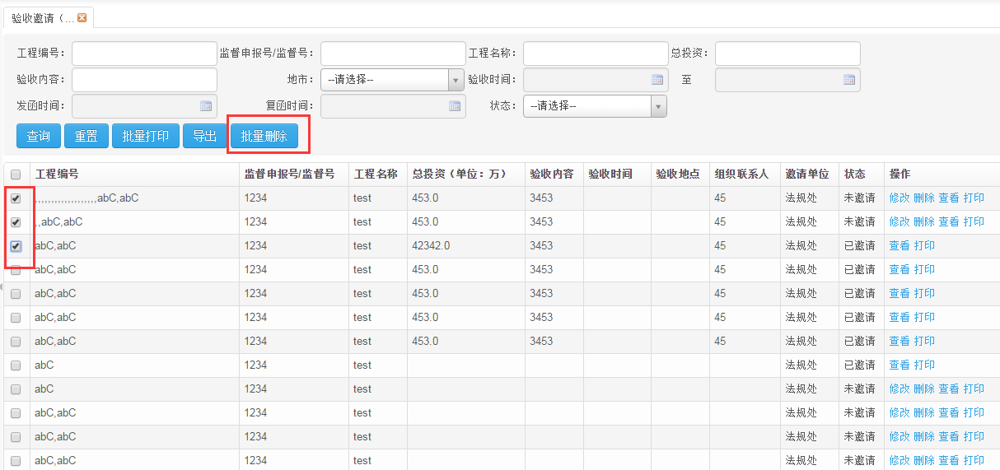 验收邀请（...
工程编号： 监督申报号/监督号： 工程名称： 总投资：
验收内容： 地市： --请选择-- 验收时间： 至
发函时间： 复函时间： 状态： --请选择--
查询 重置 批量打印 导出 批量删除
工程编号 监督申报号/监督号 工程名称 总投资（单位：万） 验收内容 验收时间 验收地点 组织联系人 邀请单位 状态 操作
,,,,,,,,,,,,,,,,,,,abC,abC 1234 test 453.0 3453 45 法规处 未邀请 修改 删除 查看 打印
,,abC,abC 1234 test 453.0 3453 45 法规处 未邀请 修改 删除 查看 打印
abC,abC 1234 test 42342.0 3453 45 法规处 已邀请 查看 打印
abC,abC 1234 test 453.0 3453 45 法规处 已邀请 查看 打印
abC,abC 1234 test 453.0 3453 45 法规处 已邀请 查看 打印
abC,abC 1234 test 453.0 3453 45 法规处 已邀请 查看 打印
abC,abC 1234 test 453.0 3453 45 法规处 已邀请 查看 打印
abC 1234 test 法规处 已邀请 查看 打印
abC 1234 test 法规处 未邀请 修改 删除 查看 打印
abC,abC 1234 test 法规处 未邀请 修改 删除 查看 打印
abC,abC 1234 test 法规处 未邀请 修改 删除 查看 打印
abC,abC 1234 test 法规处 未邀请 修改 删除 查看 打印